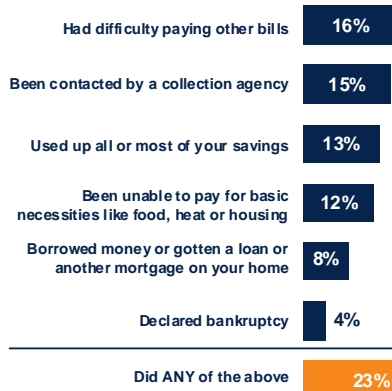 Had difficulty paying other bills 16%
Been contacted by a collection agency 15%
Used up all or most of your savings 13%
Been unable to pay for basic
necessities like food, heat or housing 12%
Borrowed money or gotten a loan or
another mortgage on your home 8%
Declared bankruptcy 4%
Did ANY of the above 23%